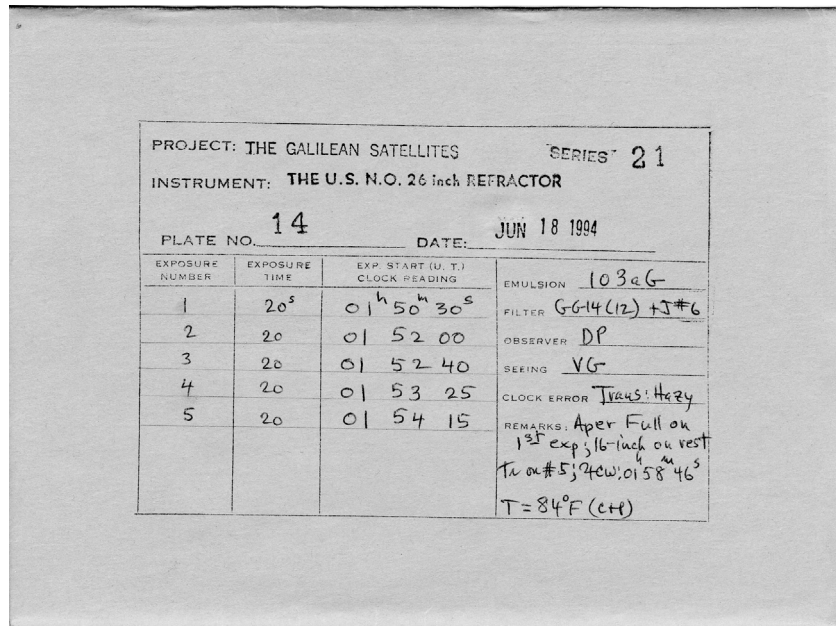 PROJECT: THE GALILEAN SATELLITES "SERIES" 21
INSTRUMENT: THE U.S. N.O. 26 inch REFRACTOR
PLATE NO. 14 DATE: JUN 18 1994
EXPOSURE NUMBER EXPOSURE TIME EXP. START (U.T.) CLOCK READING
1 20s 01h 50m 30s
2 20 01 52 00
3 20 01 52 40
4 20 01 53 25
5 20 01 54 15
EMULSION 103aG
FILTER GG14(12) + J#6
OBSERVER DP
SEEING VG
CLOCK ERROR Trans: Hazy
REMARKS: Aper Full on
1st exp; 16-inch on rest
Tr on #5; 4cw; 01h 58m 46s
T = 84°F (C+P)